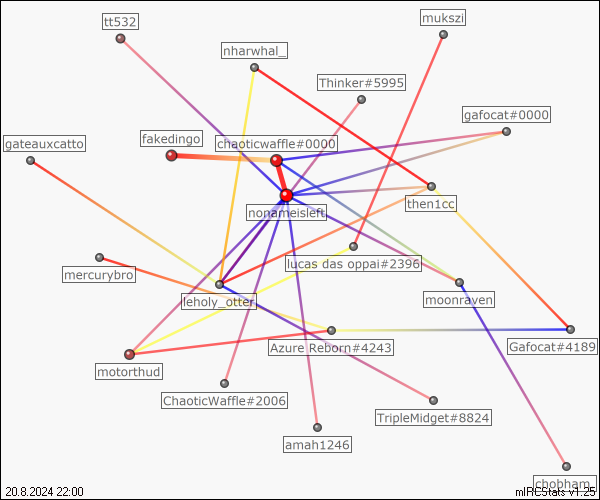 tt532
mukszi
nharwhal_
Thinker#5995
gafocat#0000
fakedingo
chaoticwaffle#0000
gateauxcatto
then1cc
nonameisleft
lucas das oppai#2396
mercurybro
leholy_otter
moonraven
Azure Reborn#4243
Gafocat#4189
motorthud
ChaoticWaffle#2006
TripleMidget#8824
amah1246
chobham_
20.8.2024 22:00
mIRCStats v1.25